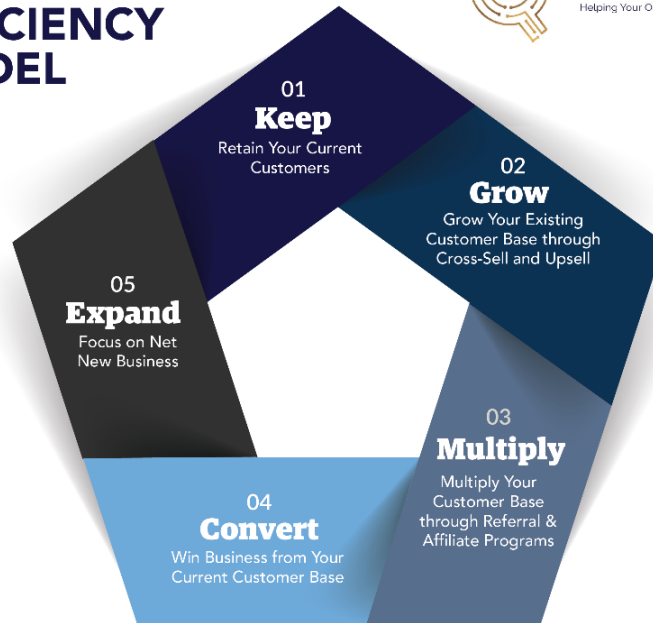 CIENCY
DEL
Helping Your O
01
Keep
Retain Your Current
Customers
02
Grow
Grow Your Existing
Customer Base through
Cross-Sell and Upsell
03
Multiply
Multiply Your
Customer Base
through Referral &
Affiliate Programs
04
Convert
Win Business from Your
Current Customer Base
05
Expand
Focus on Net
New Business